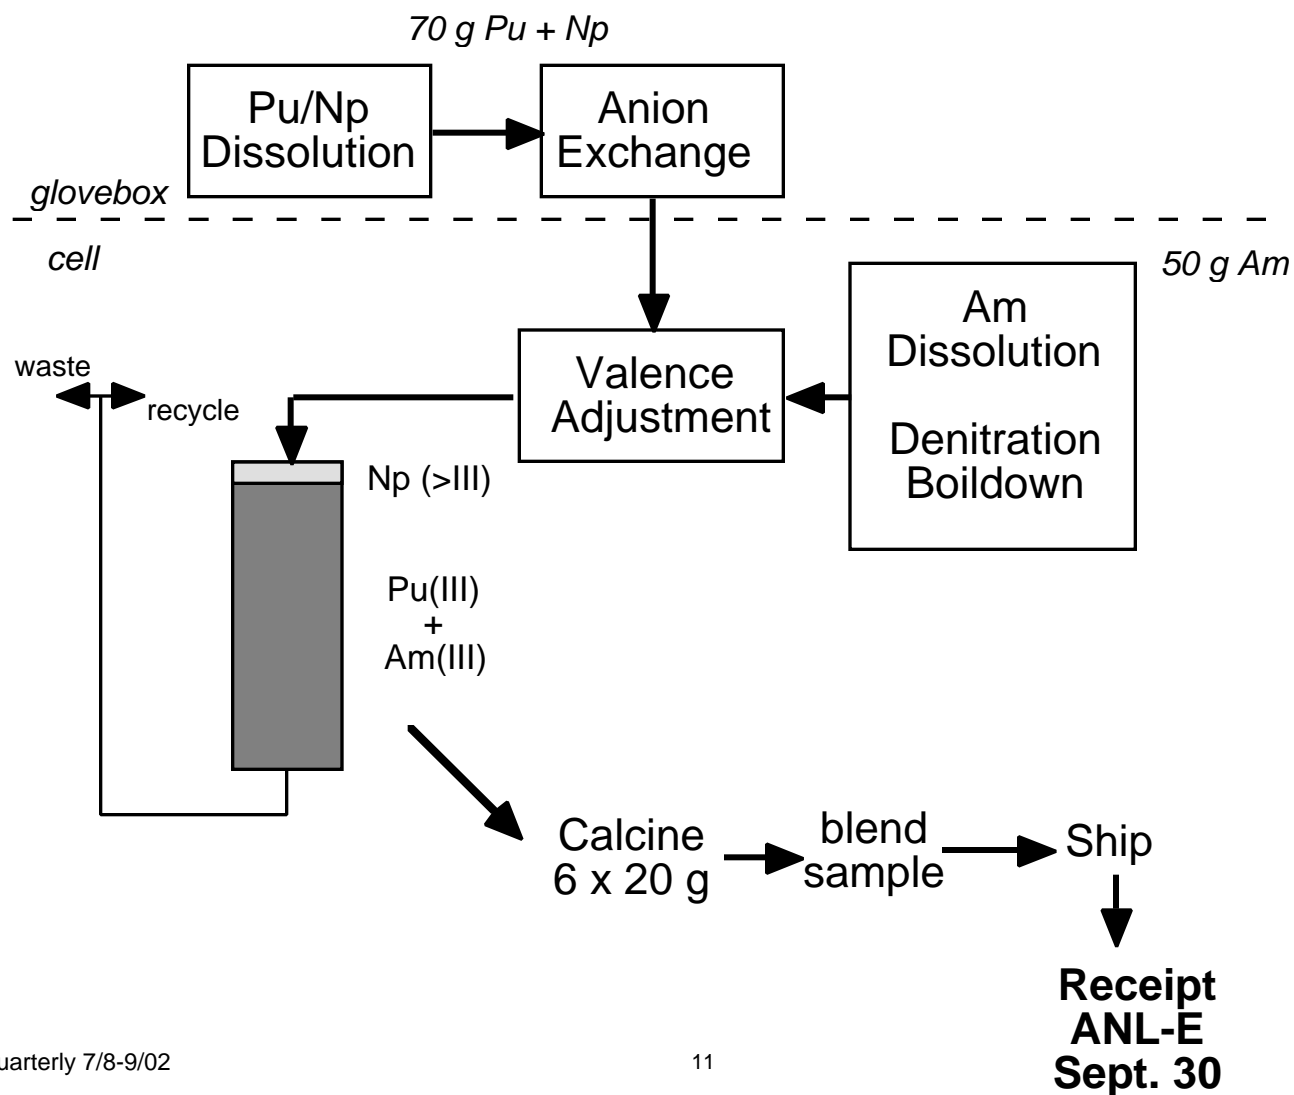 70 g Pu + Np
Pu/Np
Dissolution
Anion
Exchange
glovebox
cell
50 g Am
Am
Dissolution
Denitration
Boildown
Valence
Adjustment
waste
recycle
Np (>III)
Pu(III)
+
Am(III)
Calcine
6 x 20 g
blend
sample
Ship
Receipt
ANL-E
Sept. 30
uarterly 7/8-9/02
11